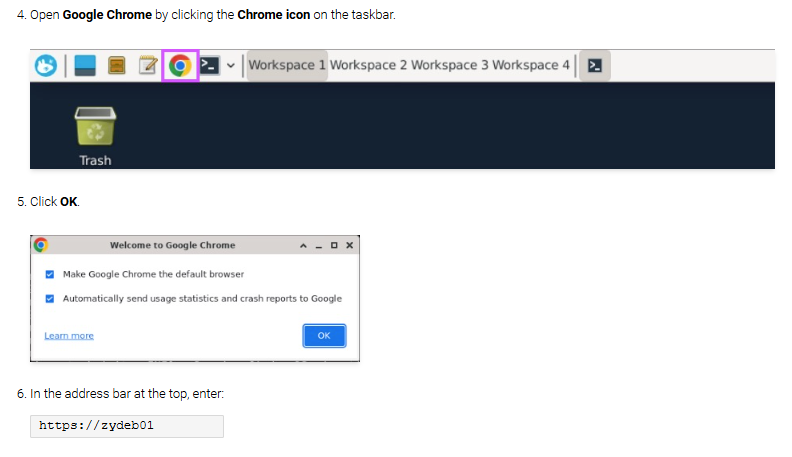 4. Open Google Chrome by clicking the Chrome icon on the taskbar.
Workspace 1 Workspace 2 Workspace 3 Workspace 4
Trash
5. Click OK.
Welcome to Google Chrome
Make Google Chrome the default browser
Automatically send usage statistics and crash reports to Google
Learn more
OK
6. In the address bar at the top, enter:
https://zydeb01